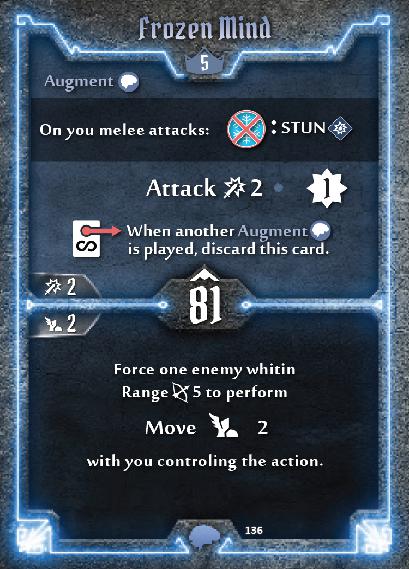 Frozen Mind
5
Augment
On you melee attacks: : STUN
Attack 2 1
When another Augment
is played, discard this card.
2
81
2
Force one enemy whitin
Range 5 to perform
Move 2
with you controling the action.
136